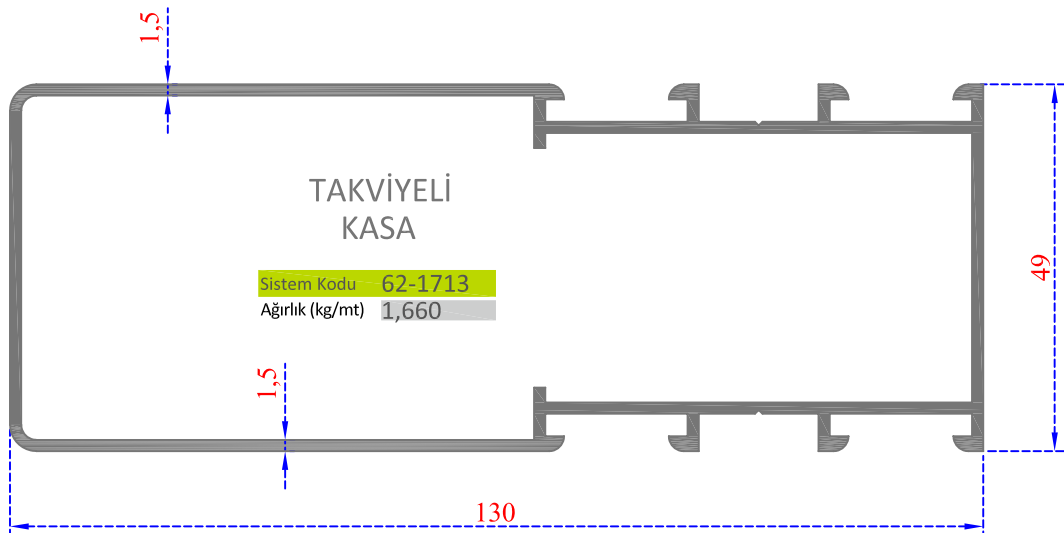 1,5
TAKVİYELİ
KASA
Sistem Kodu 62-1713
Ağırlık (kg/mt) 1,660
49
1,5
130